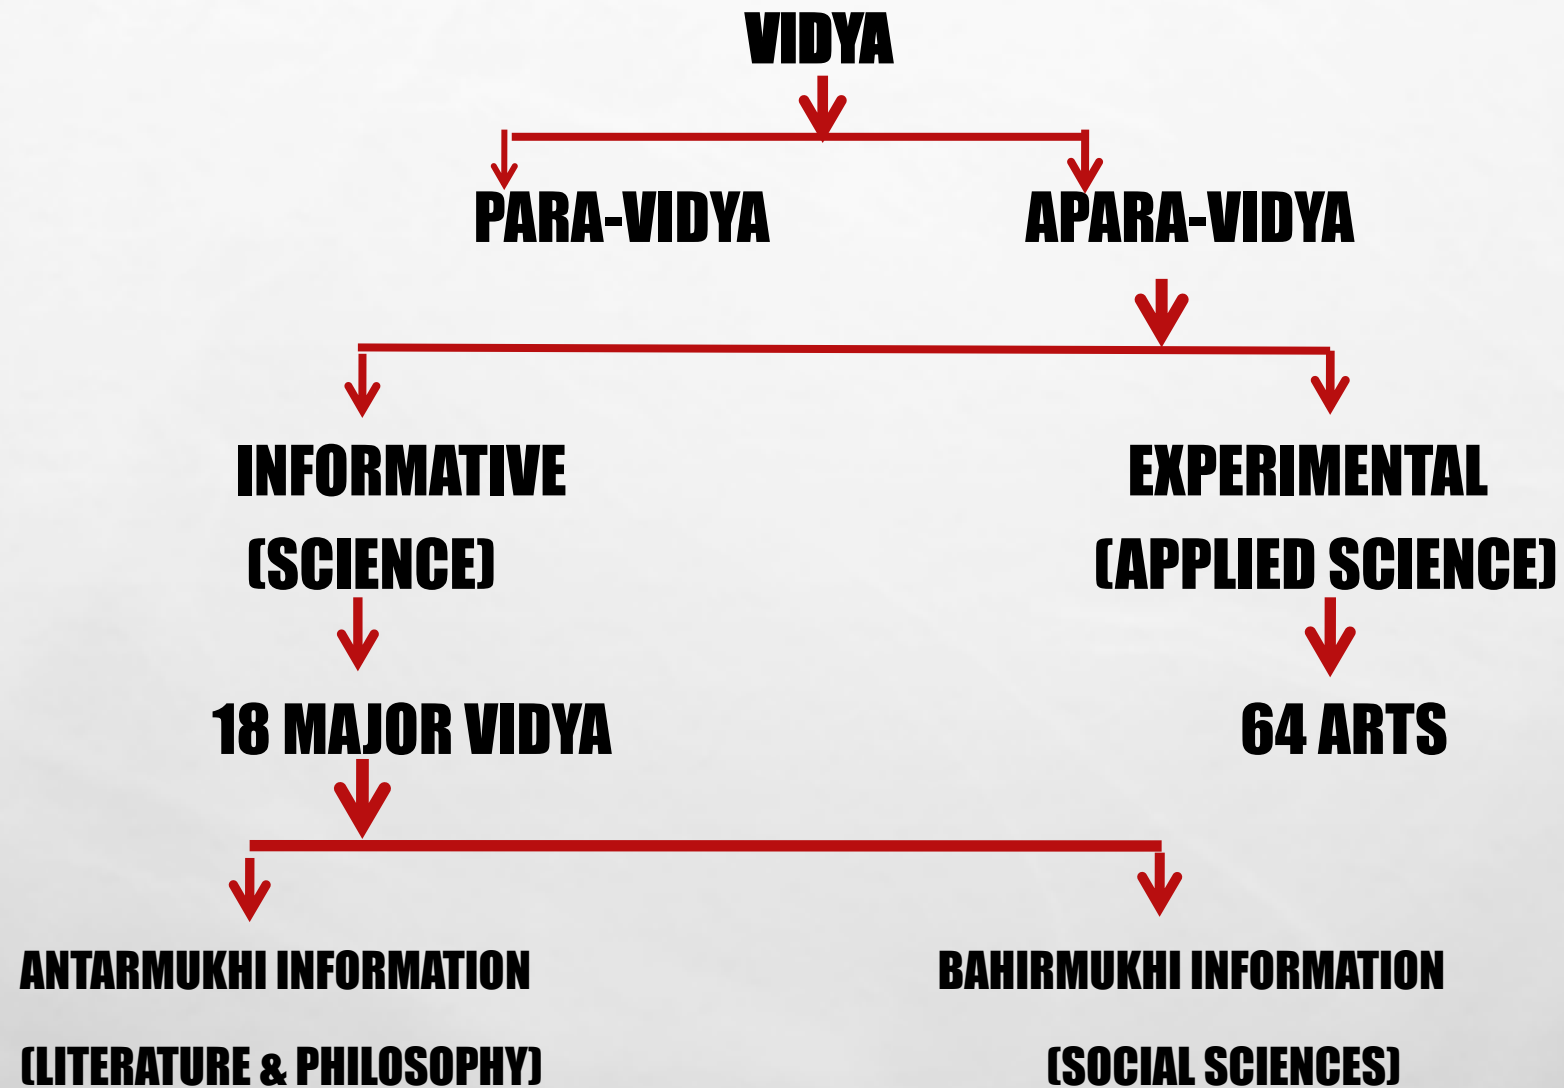 VIDYA
PARA-VIDYA
APARA-VIDYA
INFORMATIVE
(SCIENCE)
EXPERIMENTAL
(APPLIED SCIENCE)
18 MAJOR VIDYA
64 ARTS
ANTARMUKHI INFORMATION
(LITERATURE & PHILOSOPHY)
BAHIRMUKHI INFORMATION
(SOCIAL SCIENCES)